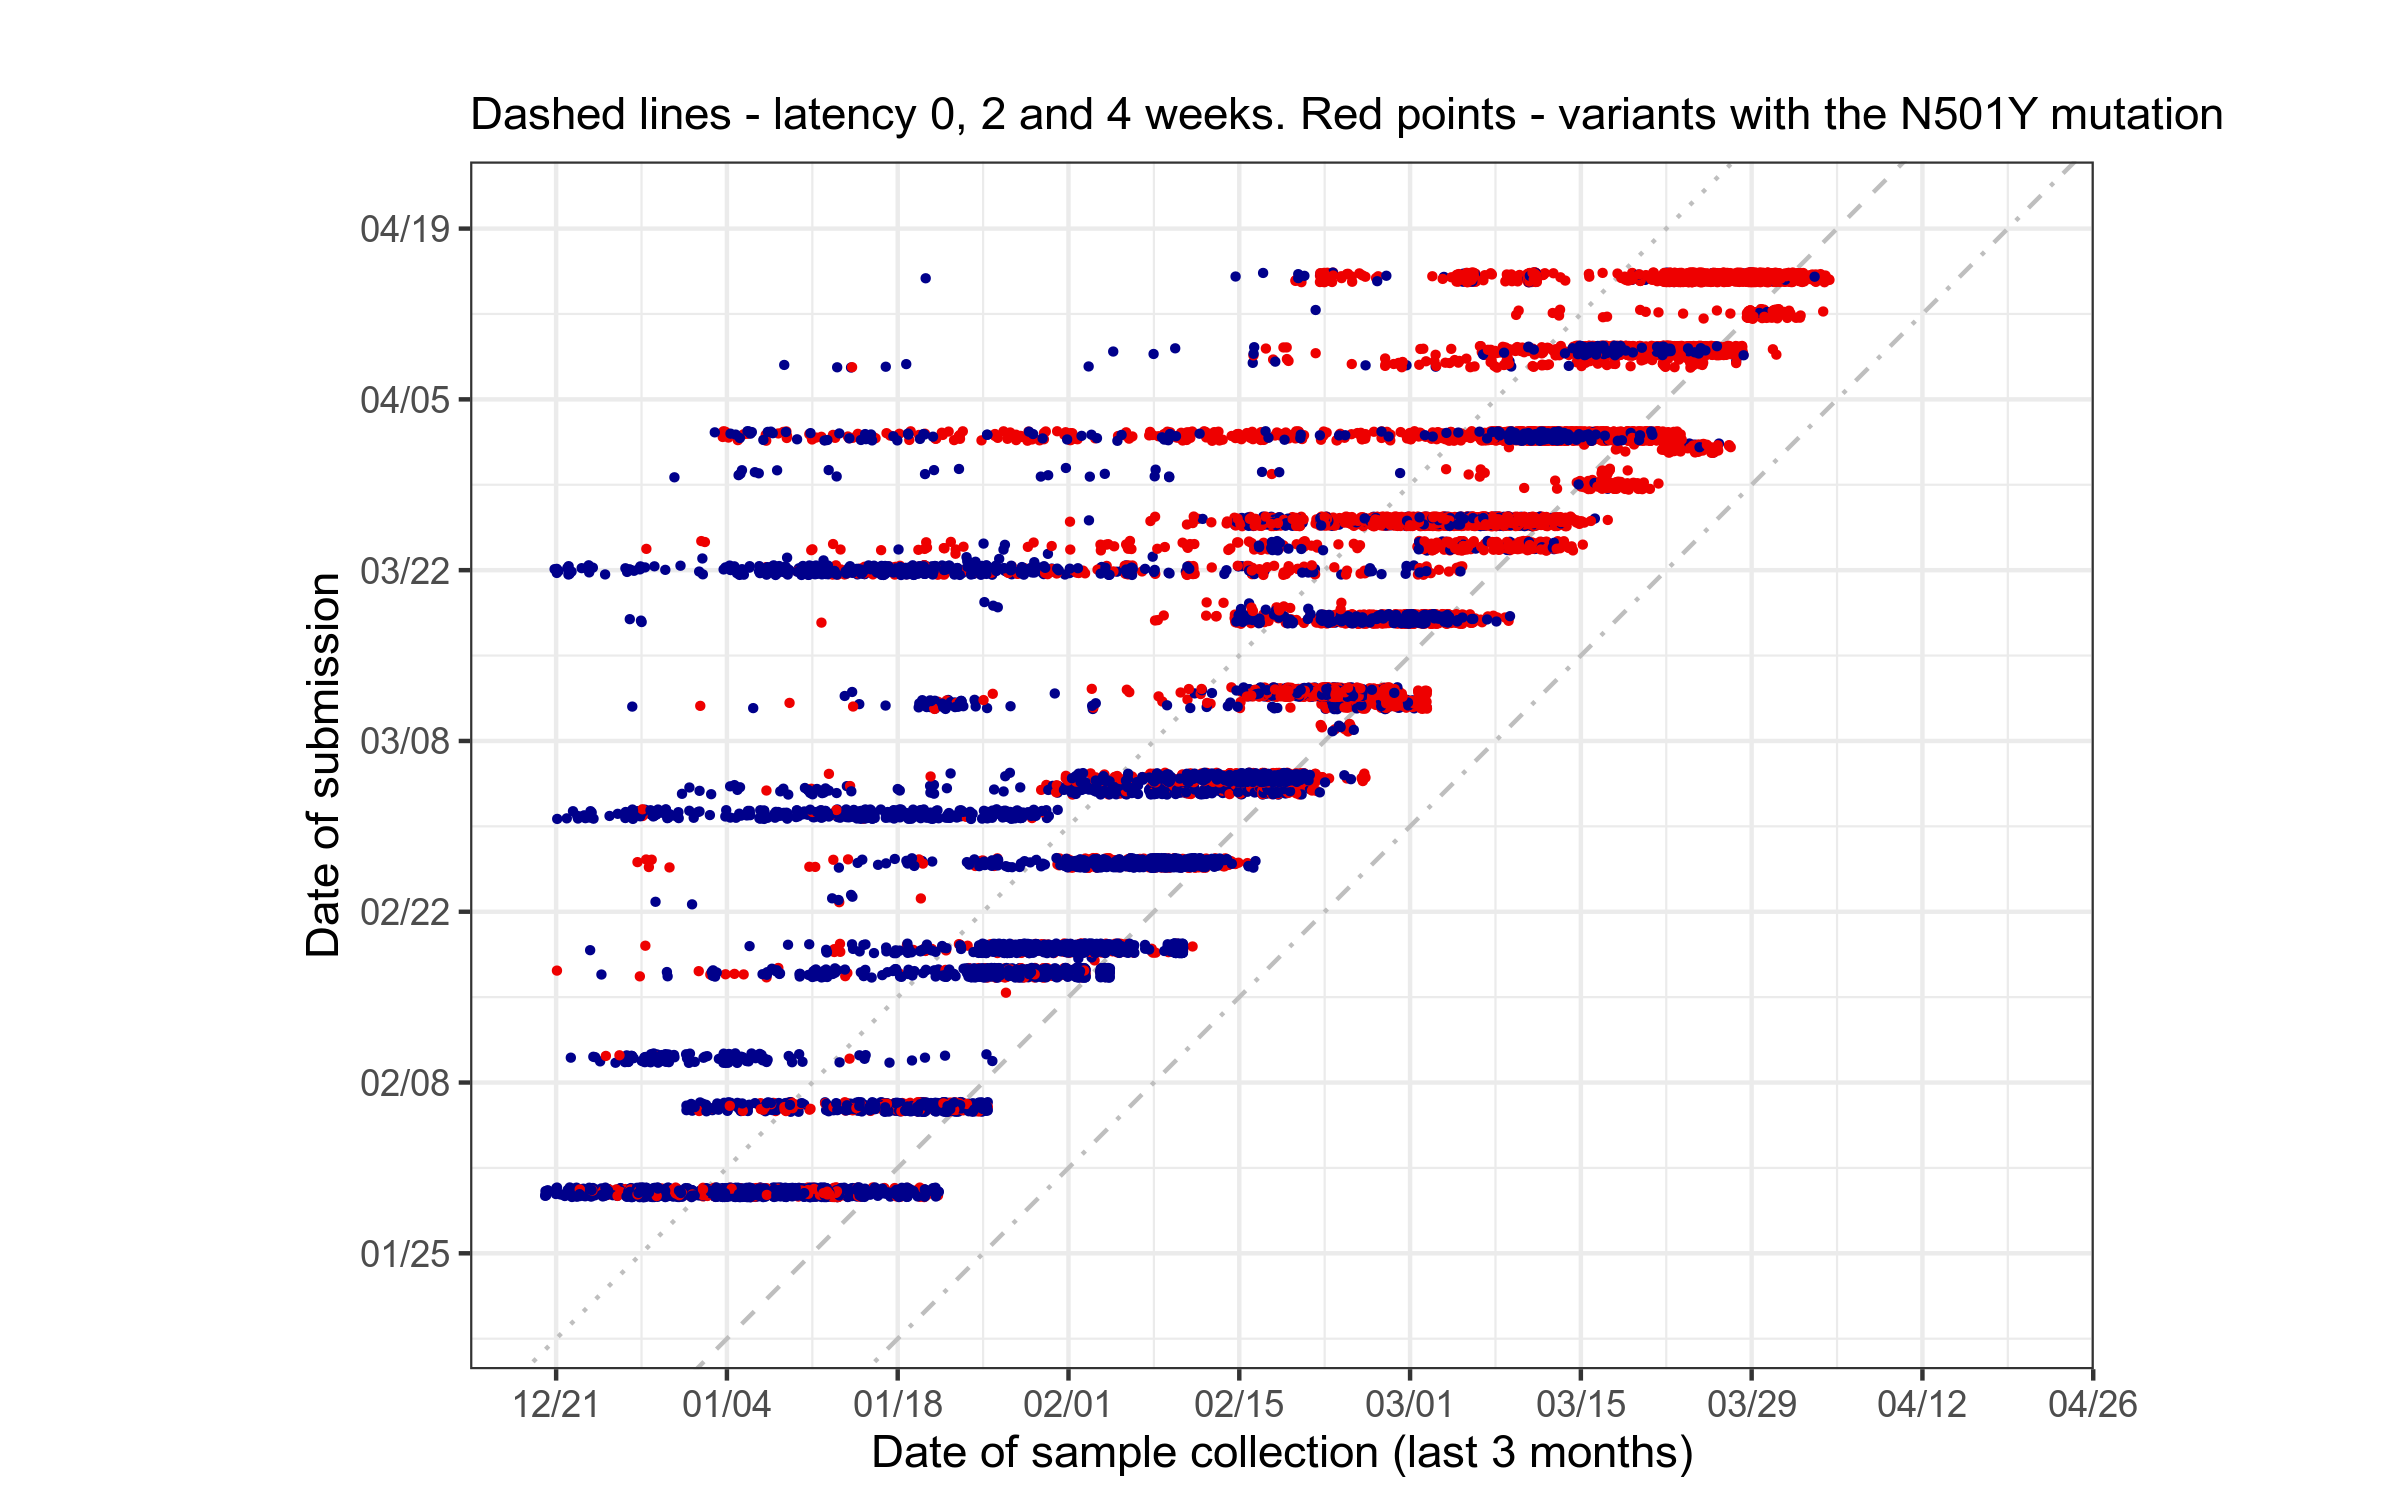 Dashed lines - latency 0, 2 and 4 weeks. Red points - variants with the N501Y mutation
Date of submission
04/19
04/05
03/22
03/08
02/22
02/08
01/25
12/21 01/04 01/18 02/01 02/15 03/01 03/15 03/29 04/12 04/26
Date of sample collection (last 3 months)